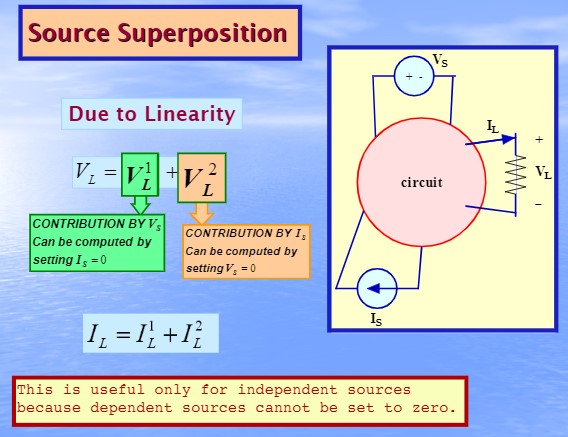 Source Superposition
Due to Linearity
V_L = V_L^1 + V_L^2
CONTRIBUTION BY V_S
Can be computed by
setting I_S = 0
CONTRIBUTION BY I_S
Can be computed by
setting V_S = 0
I_L = I_L^1 + I_L^2
V_S
+ -
I_L
+
V_L
-
circuit
I_S
This is useful only for independent sources
because dependent sources cannot be set to zero.